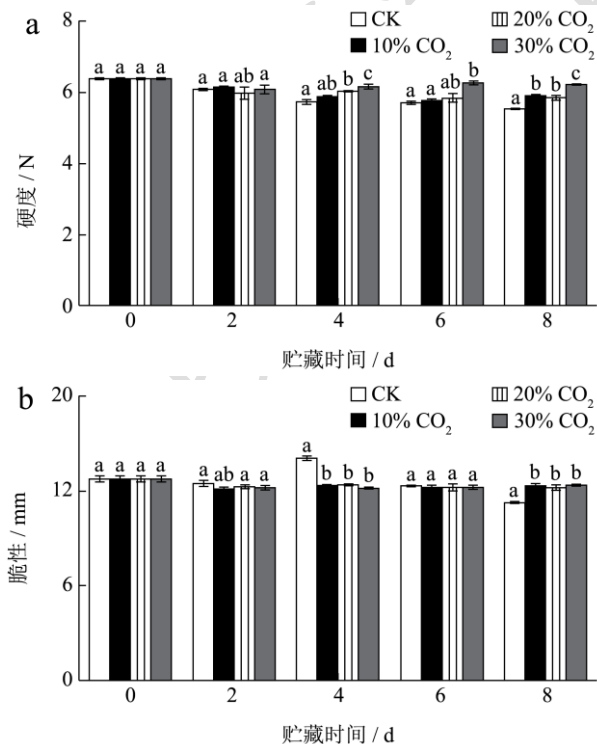 a
CK
20% CO₂
10% CO₂
30% CO₂
8
6
4
2
0
硬度 / N
a a a a
a a ab a
a ab b c
a a ab b
a b b c
0 2 4 6 8
贮藏时间 / d
b
CK
20% CO₂
10% CO₂
30% CO₂
20
12
6
0
脆性 / mm
a a a a
a ab a a
a b b b
a a a a
a b b b
0 2 4 6 8
贮藏时间 / d